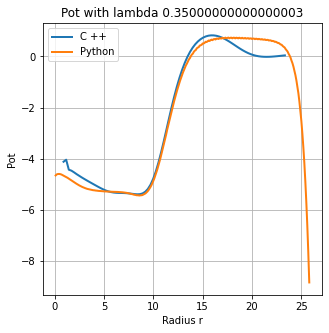 Pot with lambda 0.35000000000000003
C ++
Python
0
−2
−4
−6
−8
Pot
0 5 10 15 20 25
Radius r